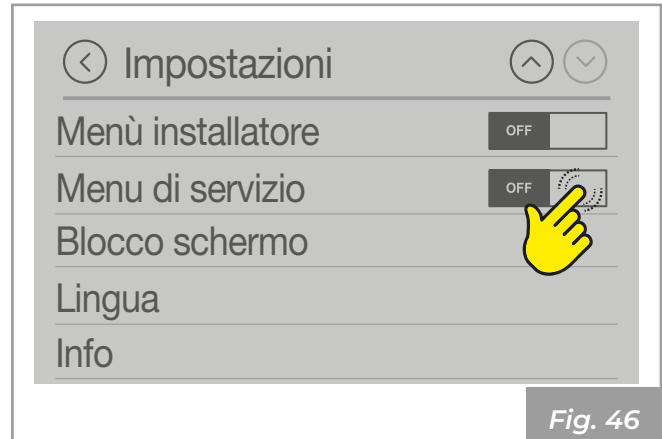 Impostazioni
Menù installatore OFF
Menu di servizio OFF
Blocco schermo
Lingua
Info
Fig. 46